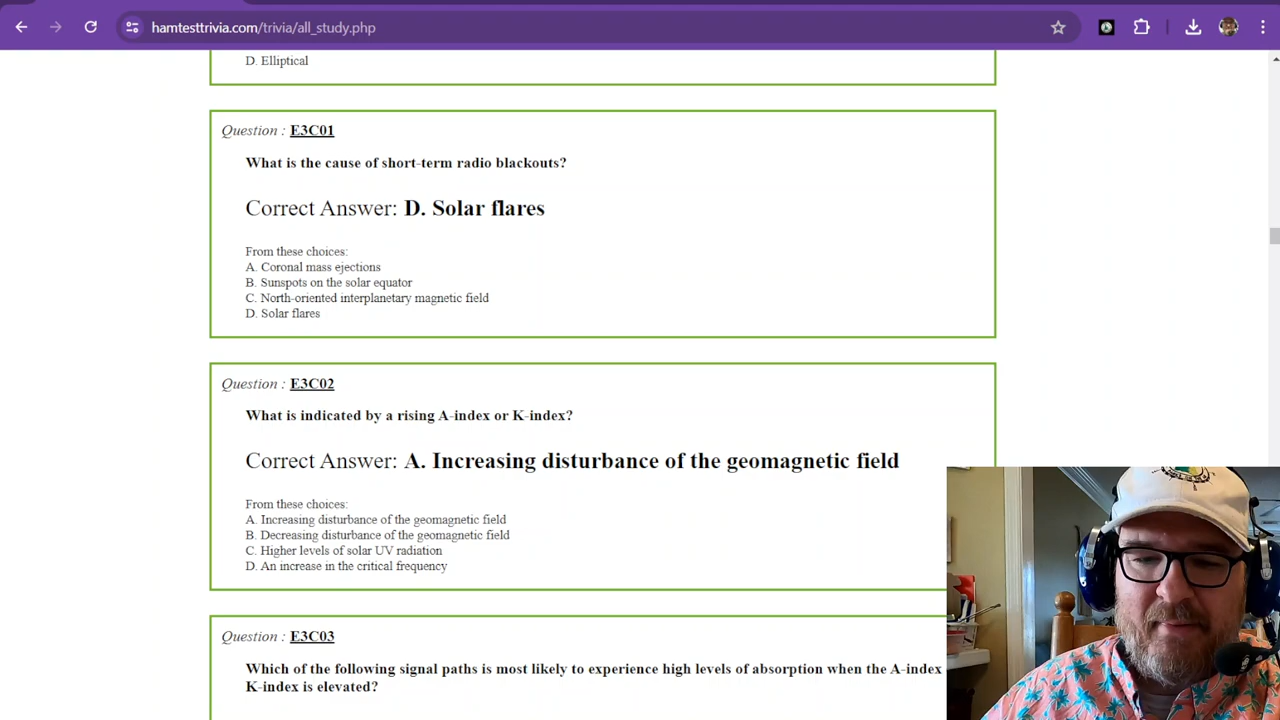 hamtesttrivia.com/trivia/all_study.php
D. Elliptical
Question : E3C01
What is the cause of short-term radio blackouts?
Correct Answer: D. Solar flares
From these choices:
A. Coronal mass ejections
B. Sunspots on the solar equator
C. North-oriented interplanetary magnetic field
D. Solar flares
Question : E3C02
What is indicated by a rising A-index or K-index?
Correct Answer: A. Increasing disturbance of the geomagnetic field
From these choices:
A. Increasing disturbance of the geomagnetic field
B. Decreasing disturbance of the geomagnetic field
C. Higher levels of solar UV radiation
D. An increase in the critical frequency
Question : E3C03
Which of the following signal paths is most likely to experience high levels of absorption when the A-index
K-index is elevated?